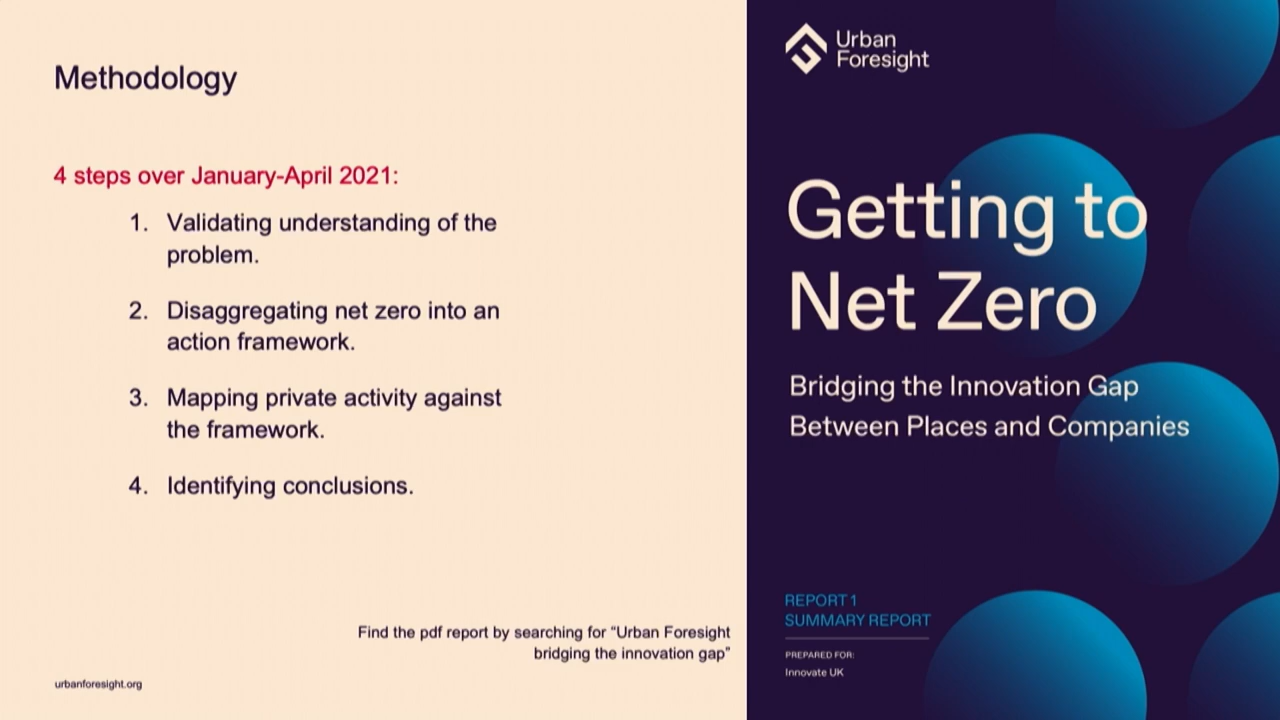 Methodology
4 steps over January-April 2021:
1. Validating understanding of the
problem.
2. Disaggregating net zero into an
action framework.
3. Mapping private activity against
the framework.
4. Identifying conclusions.
Find the pdf report by searching for “Urban Foresight
bridging the innovation gap”
urbanforesight.org
Urban
Foresight
Getting to
Net Zero
Bridging the Innovation Gap
Between Places and Companies
REPORT 1
SUMMARY REPORT
PREPARED FOR:
Innovate UK